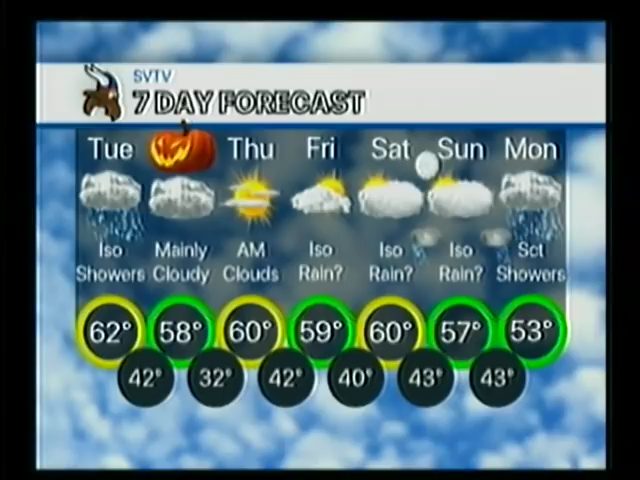 SVTV
7 DAY FORECAST
Tue Thu Fri Sat Sun Mon
Iso Mainly AM Iso Iso Iso Sct
Showers Cloudy Clouds Rain? Rain? Rain? Showers
62° 58° 60° 59° 60° 57° 53°
42° 32° 42° 40° 43° 43°